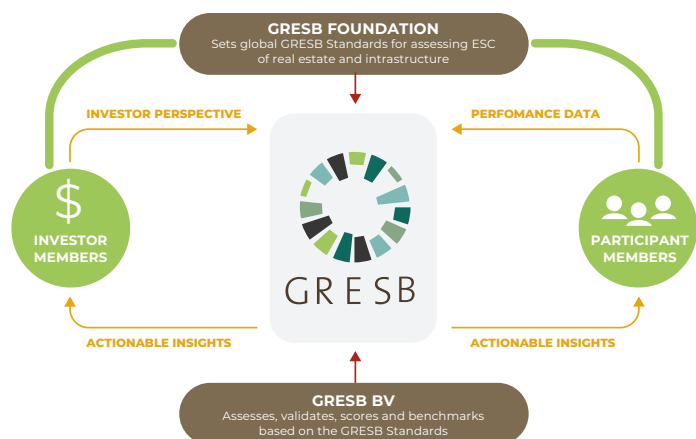 GRESB FOUNDATION
Sets global GRESB Standards for assessing ESC
of real estate and intrastructure
INVESTOR PERSPECTIVE
PERFOMANCE DATA
$
INVESTOR
MEMBERS
GRESB
PARTICIPANT
MEMBERS
ACTIONABLE INSIGHTS
ACTIONABLE INSIGHTS
GRESB BV
Assesses, validates, scores and benchmarks
based on the GRESB Standards